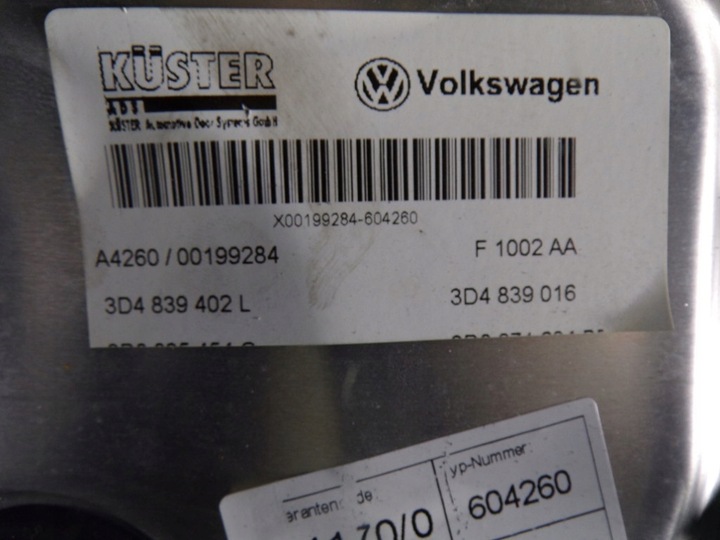 KÜSTER
Volkswagen
KÜSTER Automotive Door Systems GmbH
X00199284-604260
A4260 / 00199284
F 1002 AA
3D4 839 402 L
3D4 839 016
yp-Nummer
604260